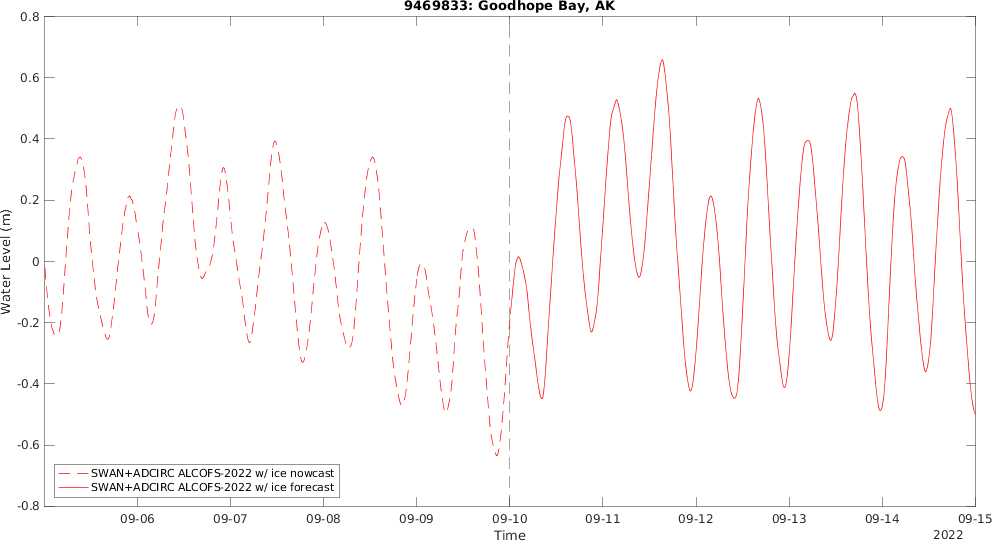 9469833: Goodhope Bay, AK
Water Level (m)
0.8
0.6
0.4
0.2
0
-0.2
-0.4
-0.6
-0.8
SWAN+ADCIRC ALCOFS-2022 w/ ice nowcast
SWAN+ADCIRC ALCOFS-2022 w/ ice forecast
09-06 09-07 09-08 09-09 09-10 09-11 09-12 09-13 09-14 09-15
Time
2022